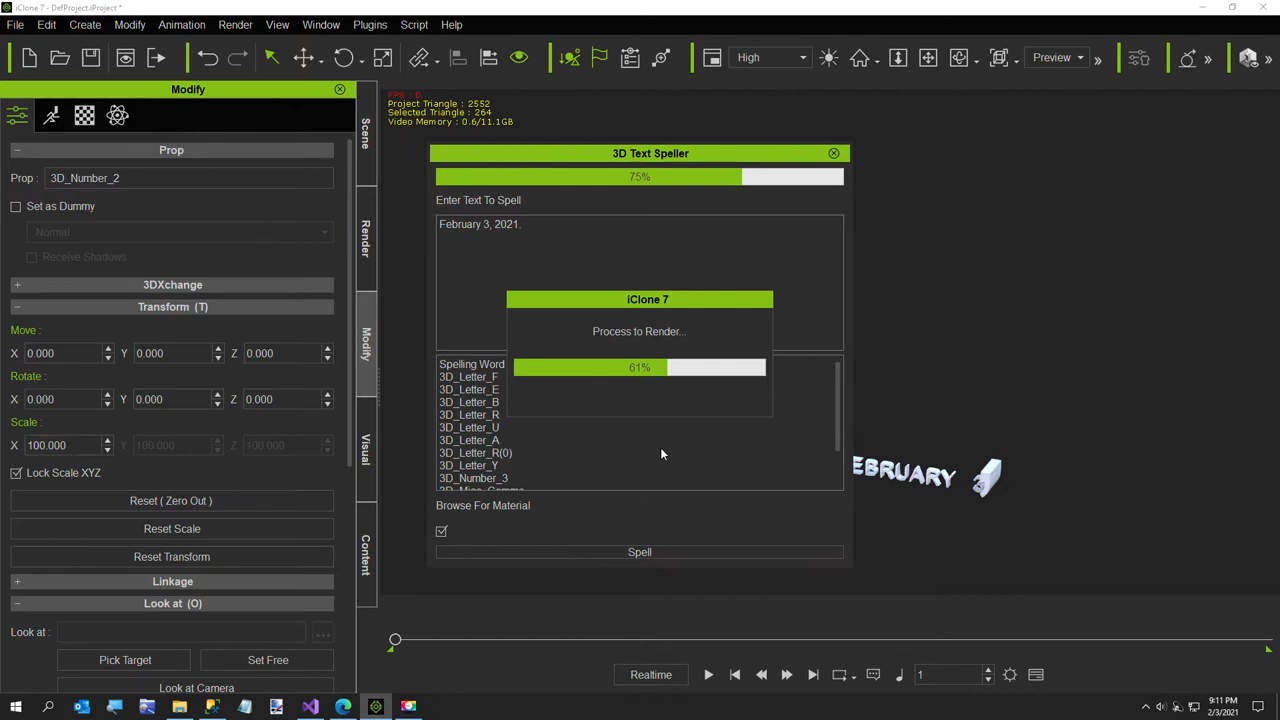 iClone 7 - DefProject.iProject *
File Edit Create Modify Animation Render View Window Plugins Script Help
High Preview
Modify
Prop
Prop : 3D_Number_2
Set as Dummy
Normal
Receive Shadows
3DXchange
Transform (T)
Move :
X 0.000 Y 0.000 Z 0.000
Rotate :
X 0.000 Y 0.000 Z 0.000
Scale :
X 100.000 Y 100.000 Z 100.000
Lock Scale XYZ
Reset ( Zero Out )
Reset Scale
Reset Transform
Linkage
Look at (O)
Look at : ...
Pick Target Set Free
Look at Camera
Scene
Render
Modify
Visual
Content
FPS : 0
Project Triangle : 2552
Selected Triangle : 264
Video Memory : 0.6/11.1GB
3D Text Speller
75%
Enter Text To Spell
February 3, 2021.
iClone 7
Process to Render...
61%
Spelling Word
3D_Letter_F
3D_Letter_E
3D_Letter_B
3D_Letter_R
3D_Letter_U
3D_Letter_A
3D_Letter_R(0)
3D_Letter_Y
3D_Number_3
3D_Misc_Comma
Browse For Material
Spell
EBRUARY 3
Realtime 1
9:11 PM
2/3/2021